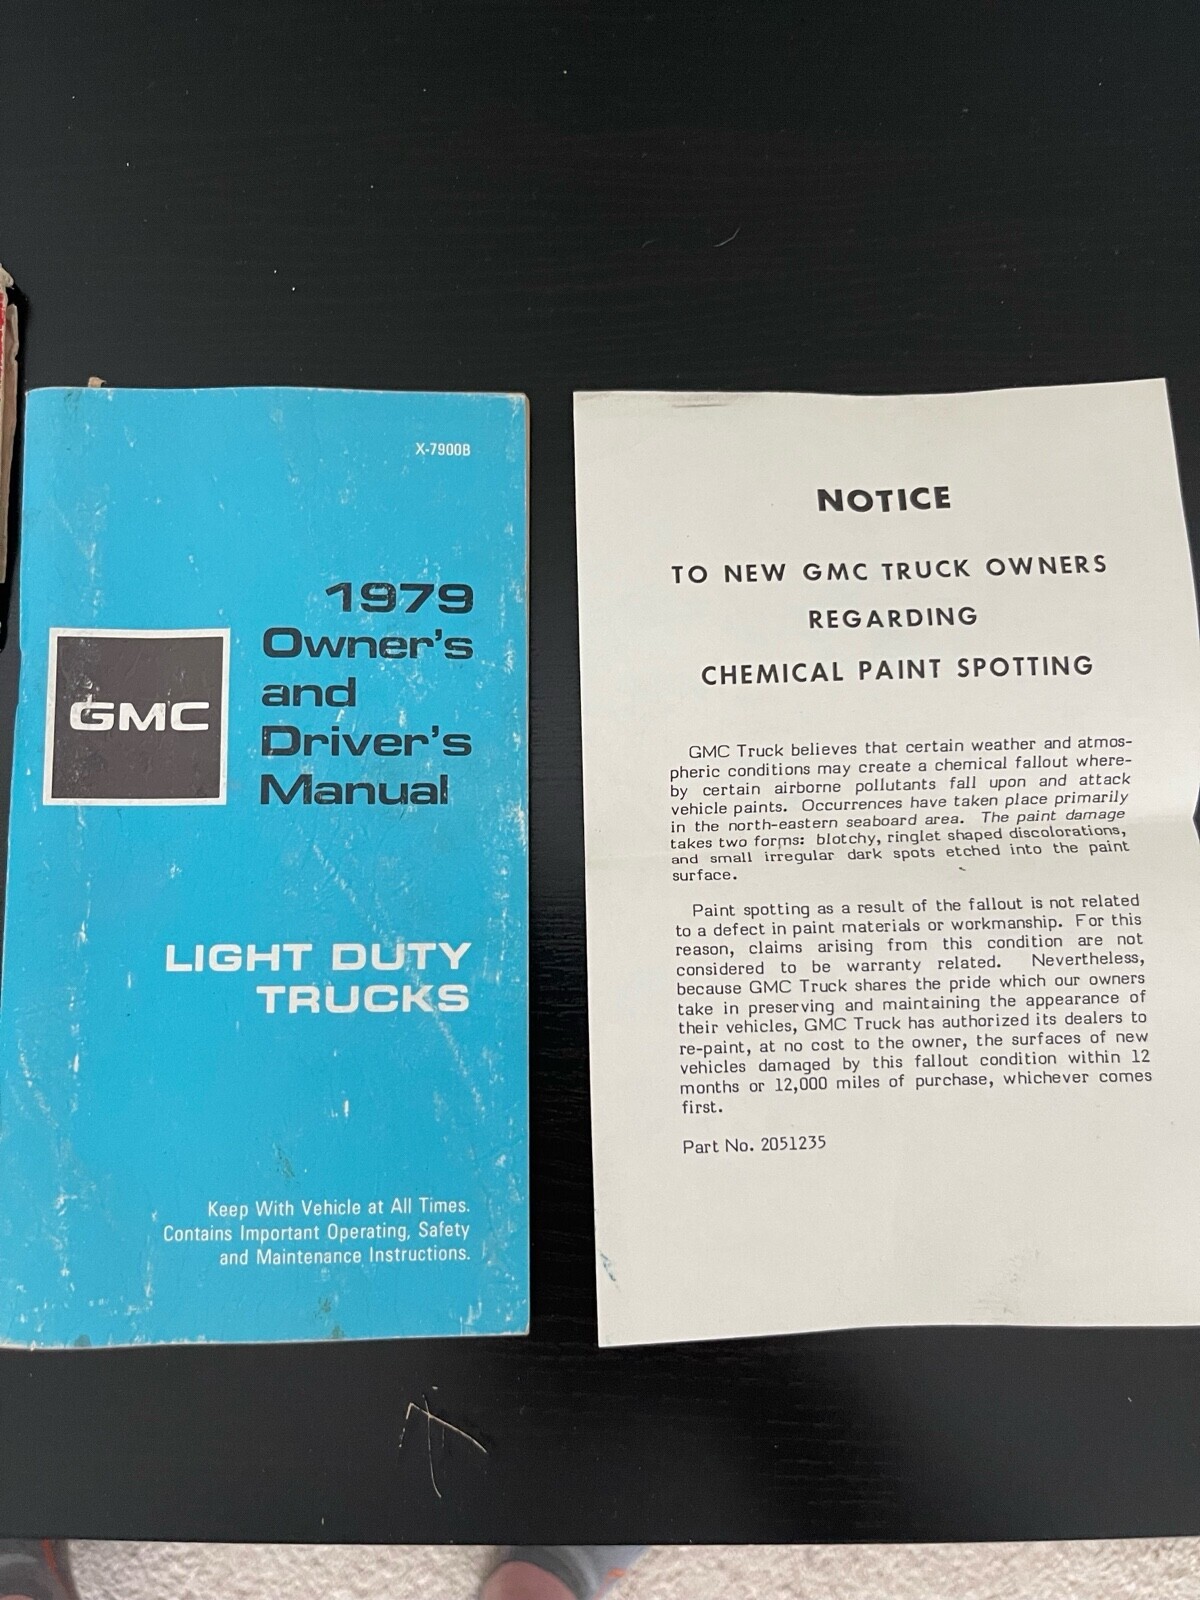 X-7900B
1979
Owner's
and
Driver's
Manual
GMC
LIGHT DUTY
TRUCKS
Keep With Vehicle at All Times.
Contains Important Operating, Safety
and Maintenance Instructions.
NOTICE
TO NEW GMC TRUCK OWNERS
REGARDING
CHEMICAL PAINT SPOTTING
GMC Truck believes that certain weather and atmos-
pheric conditions may create a chemical fallout where-
by certain airborne pollutants fall upon and attack
vehicle paints. Occurrences have taken place primarily
in the north-eastern seaboard area. The paint damage
takes two forms: blotchy, ringlet shaped discolorations,
and small irregular dark spots etched into the paint
surface.
Paint spotting as a result of the fallout is not related
to a defect in paint materials or workmanship. For this
reason, claims arising from this condition are not
considered to be warranty related. Nevertheless,
because GMC Truck shares the pride which our owners
take in preserving and maintaining the appearance of
their vehicles, GMC Truck has authorized its dealers to
re-paint, at no cost to the owner, the surfaces of new
vehicles damaged by this fallout condition within 12
months or 12,000 miles of purchase, whichever comes
first.
Part No. 2051235